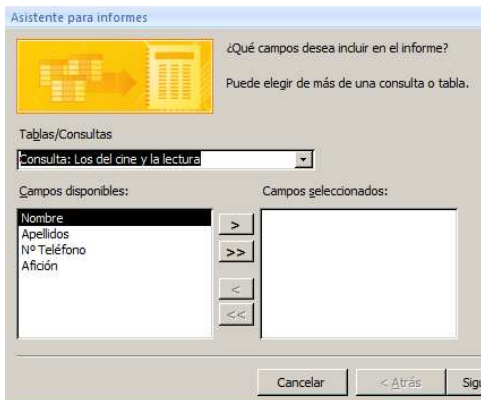 Asistente para informes
¿Qué campos desea incluir en el informe?
Puede elegir de más de una consulta o tabla.
Tablas/Consultas
Consulta: Los del cine y la lectura
Campos disponibles:
Campos seleccionados:
Nombre
Apellidos
Nº Teléfono
Afición
>
>>
<
<<
Cancelar
< Atrás
Sigu